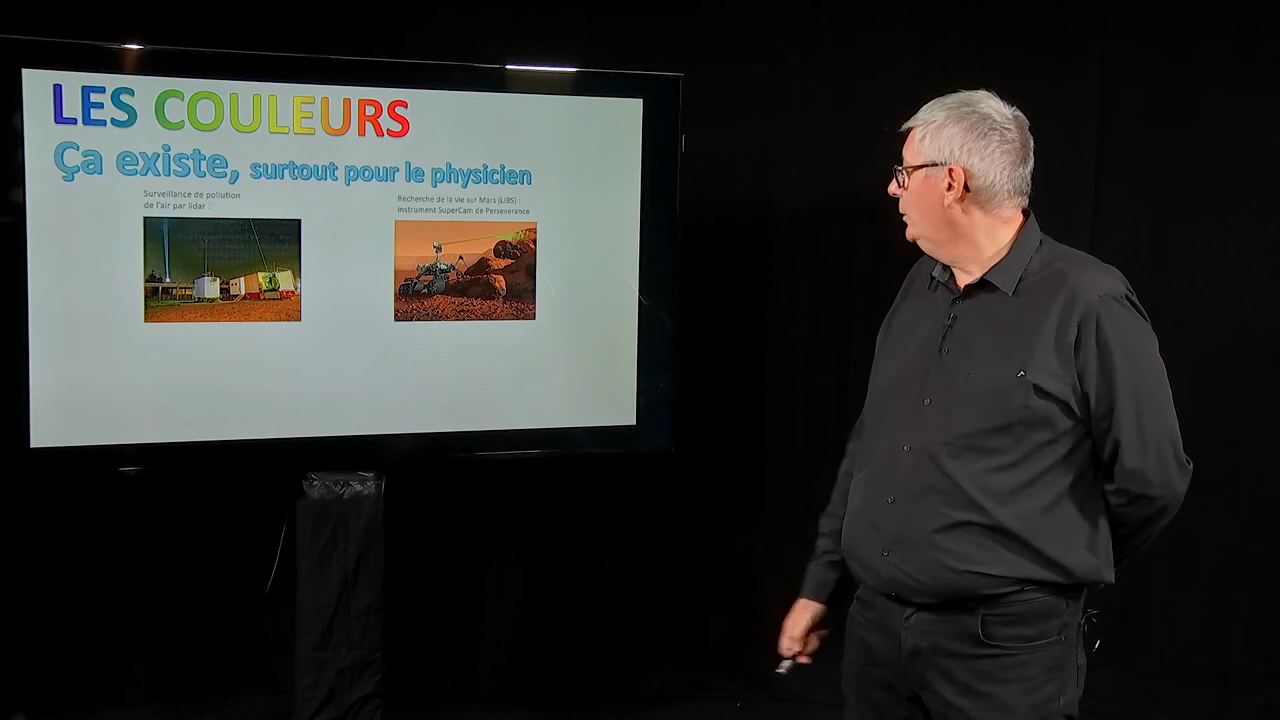 LES COULEURS
Ça existe, surtout pour le physicien
Surveillance de pollution
de l'air par lidar :
Recherche de la vie sur Mars (LIBS) :
instrument SuperCam de Perseverance